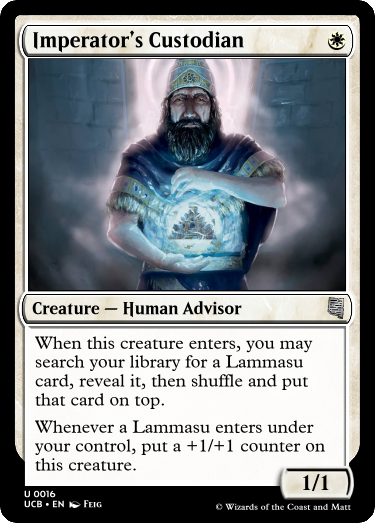 Imperator's Custodian
Creature — Human Advisor
When this creature enters, you may
search your library for a Lammasu
card, reveal it, then shuffle and put
that card on top.
Whenever a Lammasu enters under
your control, put a +1/+1 counter on
this creature.
1/1
U 0016
UCB • EN Feig
© Wizards of the Coast and Matt